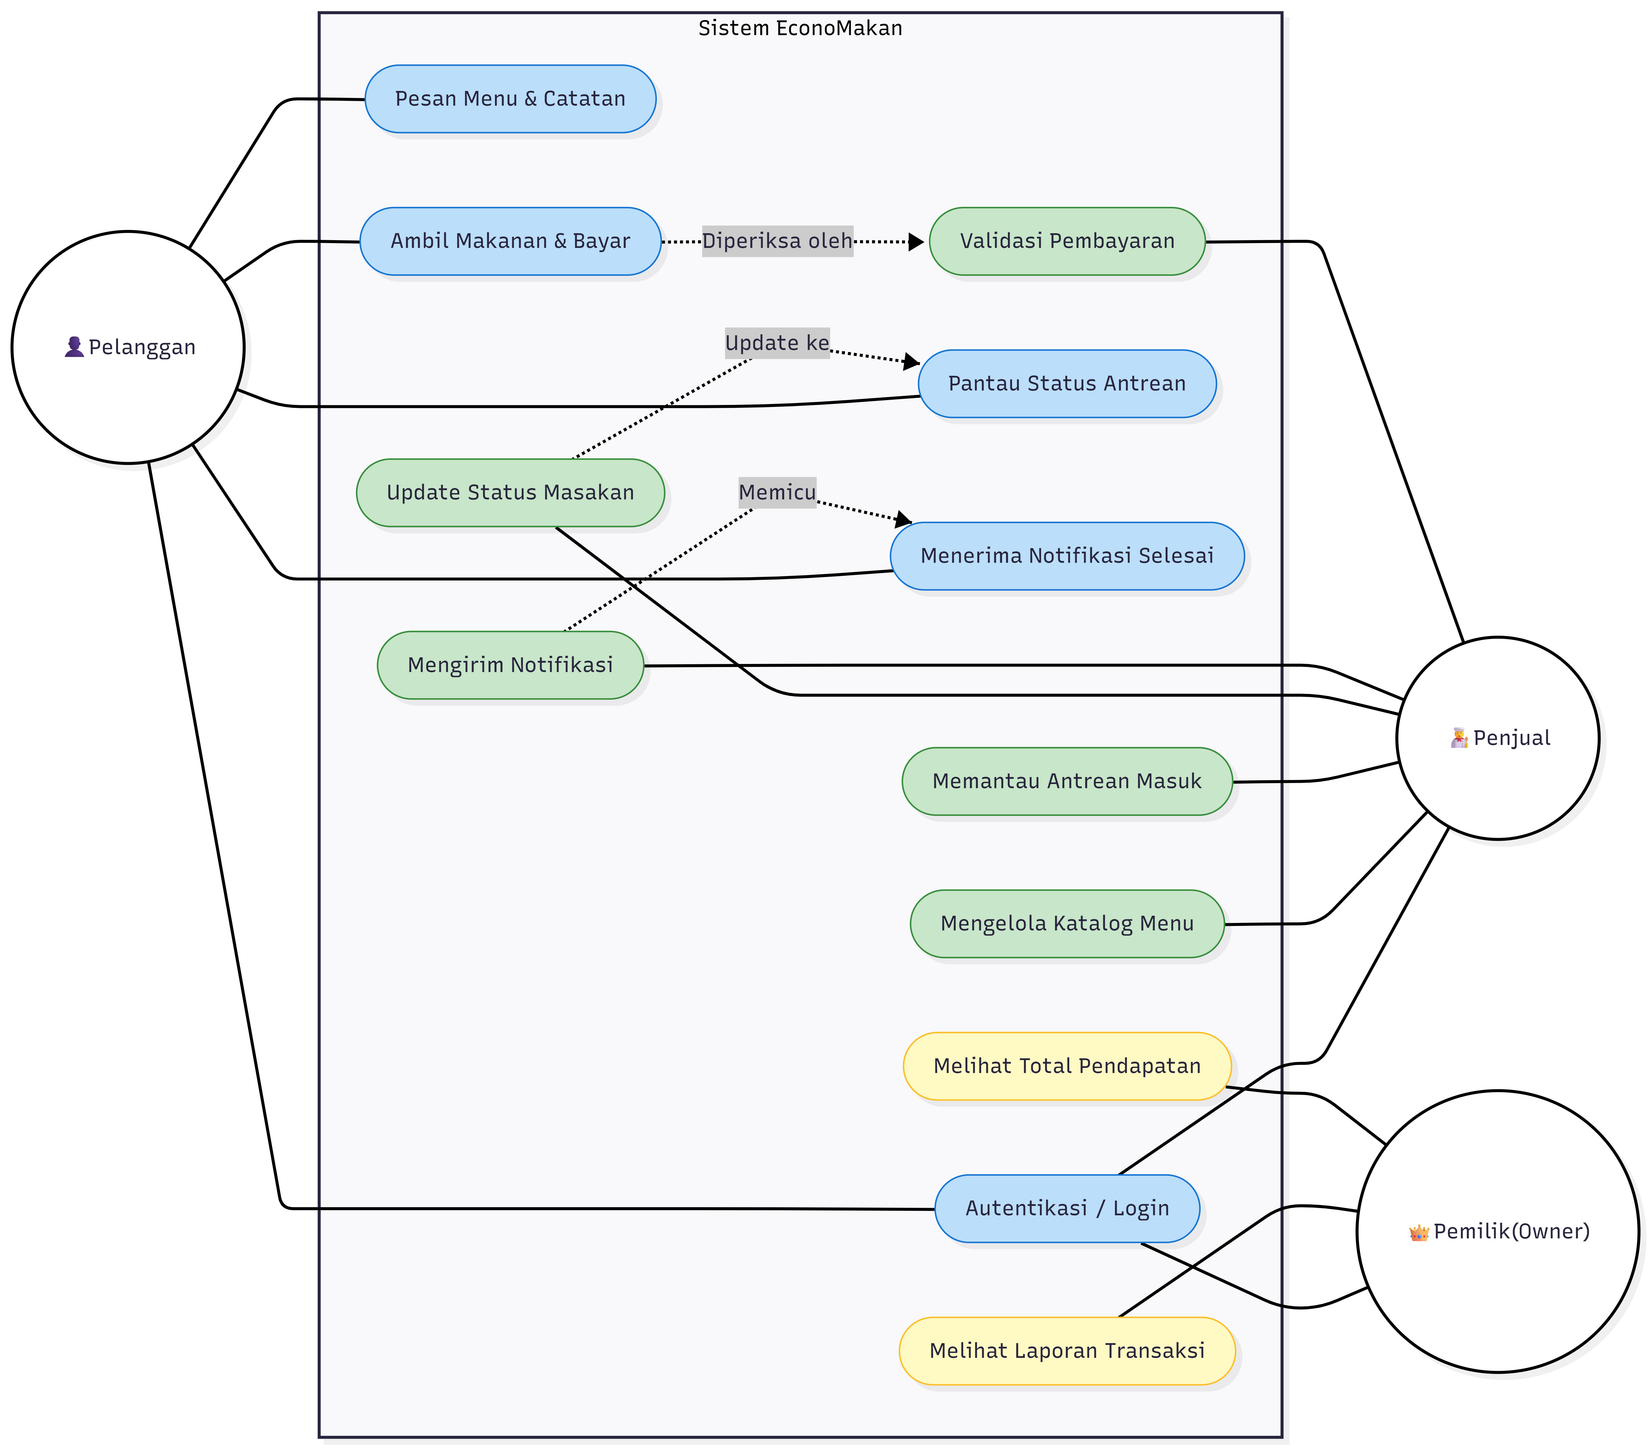 Sistem EconoMakan
Pesan Menu & Catatan
Ambil Makanan & Bayar
Diperiksa oleh
Validasi Pembayaran
👤 Pelanggan
Update ke
Pantau Status Antrean
Update Status Masakan
Memicu
Menerima Notifikasi Selesai
Mengirim Notifikasi
👨‍🍳 Penjual
Memantau Antrean Masuk
Mengelola Katalog Menu
Melihat Total Pendapatan
Autentikasi / Login
👑 Pemilik(Owner)
Melihat Laporan Transaksi